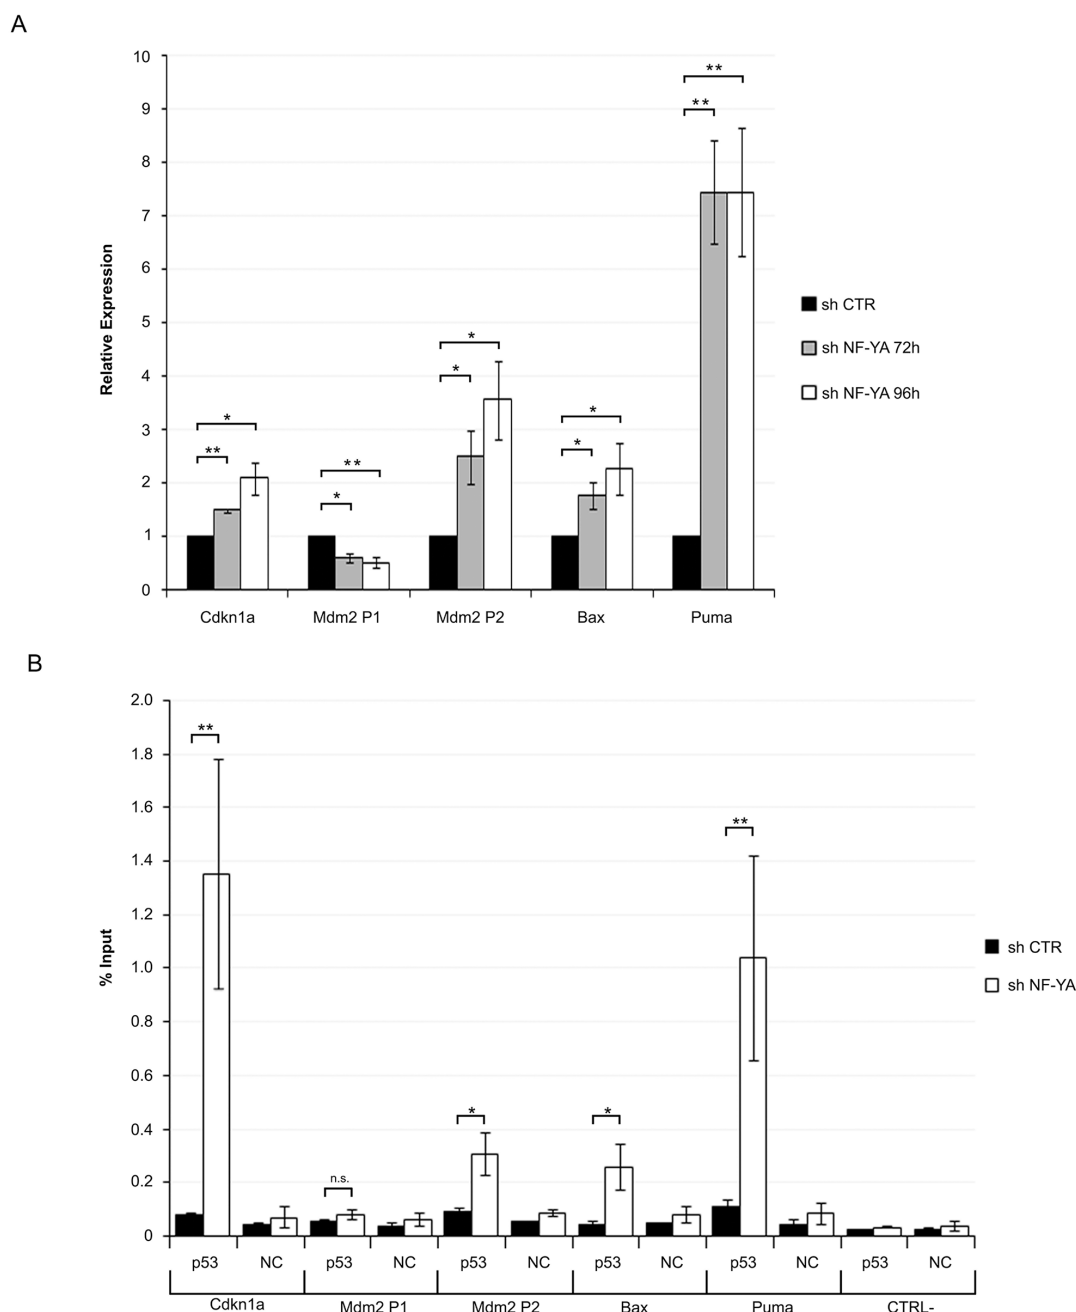 A
10
9
8
7
6
5
4
3
2
1
0
Relative Expression
** *
* **
* *
* *
** **
Cdkn1a Mdm2 P1 Mdm2 P2 Bax Puma
sh CTR
sh NF-YA 72h
sh NF-YA 96h
B
2.0
1.8
1.6
1.4
1.2
1.0
0.8
0.6
0.4
0.2
0
% Input
** n.s. * * **
p53 NC p53 NC p53 NC p53 NC p53 NC p53 NC
Cdkn1a Mdm2 P1 Mdm2 P2 Bax Puma CTRL-
sh CTR
sh NF-YA